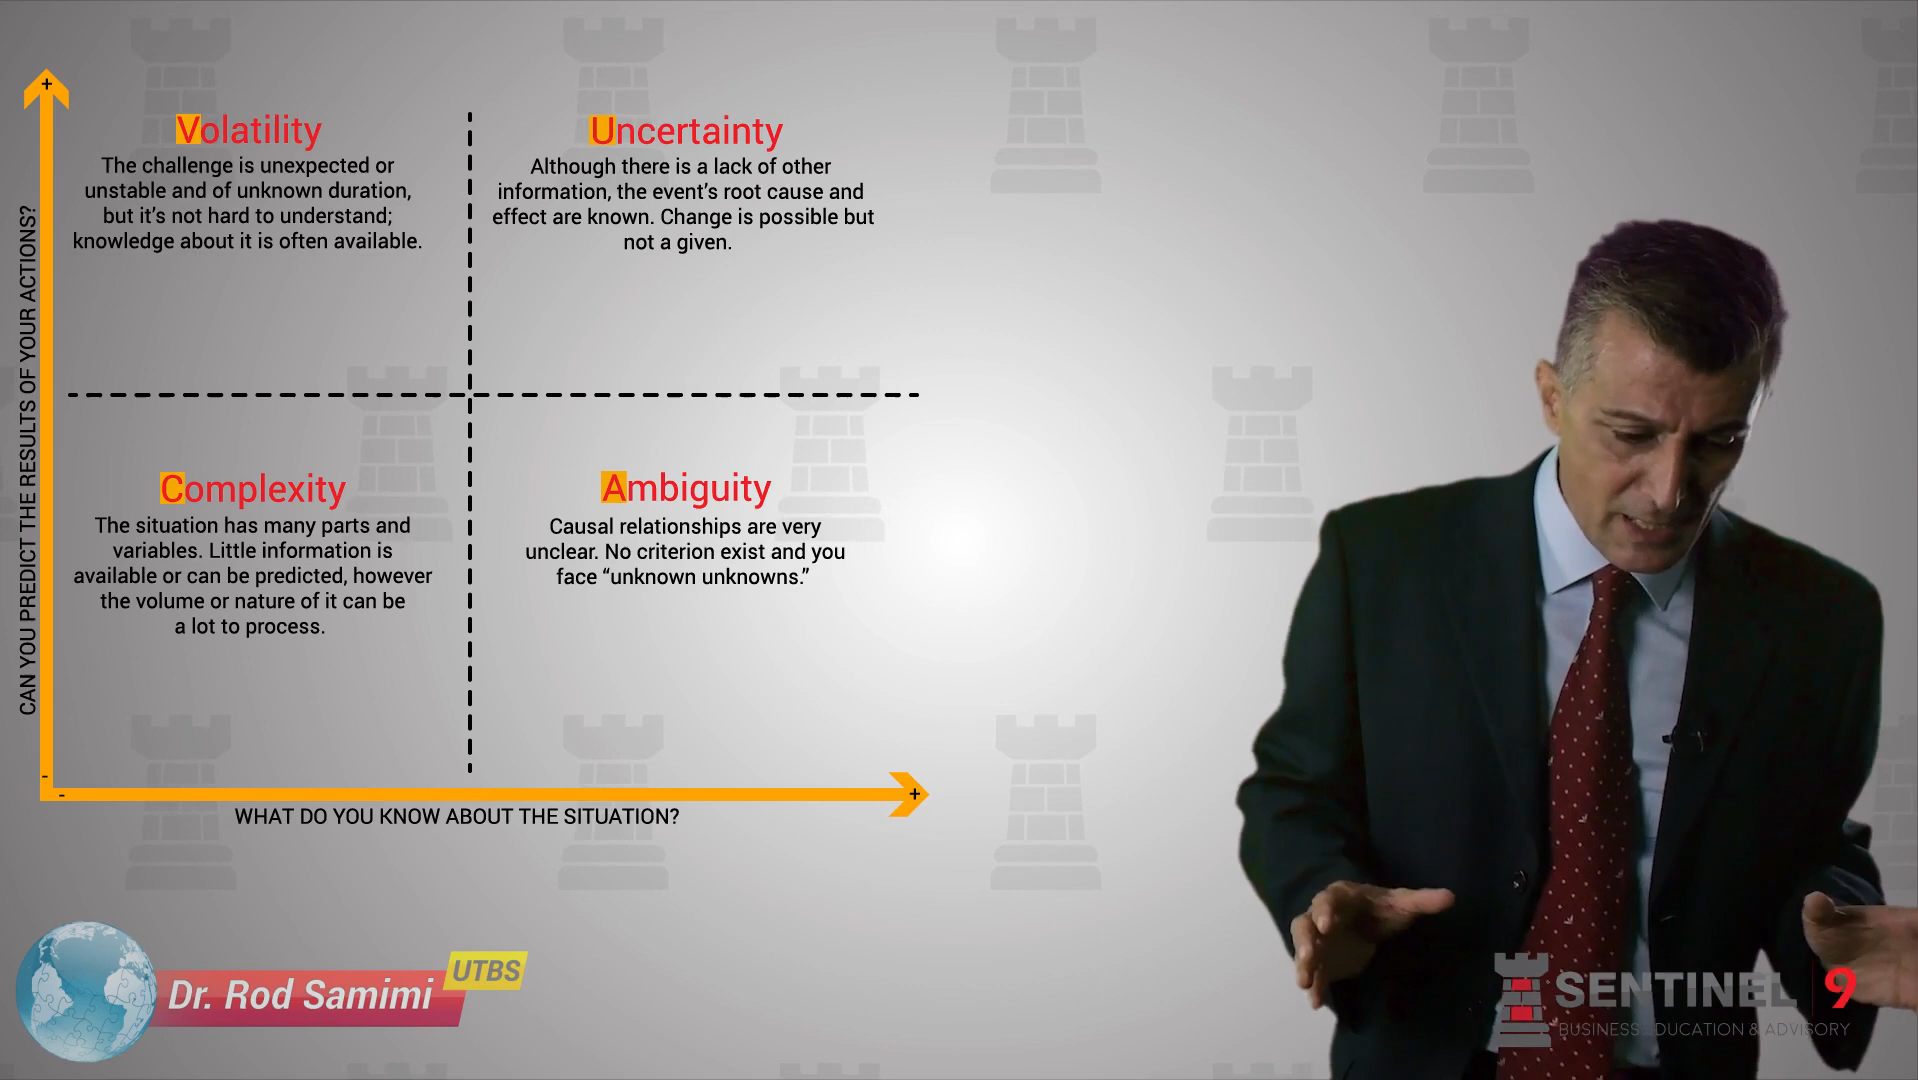 +
Volatility
The challenge is unexpected or
unstable and of unknown duration,
but it's not hard to understand;
knowledge about it is often available.
Uncertainty
Although there is a lack of other
information, the event's root cause and
effect are known. Change is possible but
not a given.
CAN YOU PREDICT THE RESULTS OF YOUR ACTIONS?
Complexity
The situation has many parts and
variables. Little information is
available or can be predicted, however
the volume or nature of it can be
a lot to process.
Ambiguity
Causal relationships are very
unclear. No criterion exist and you
face “unknown unknowns.”
-
-
+
WHAT DO YOU KNOW ABOUT THE SITUATION?
UTBS
Dr. Rod Samimi
SENTINEL 9
BUSINESS EDUCATION & ADVISORY